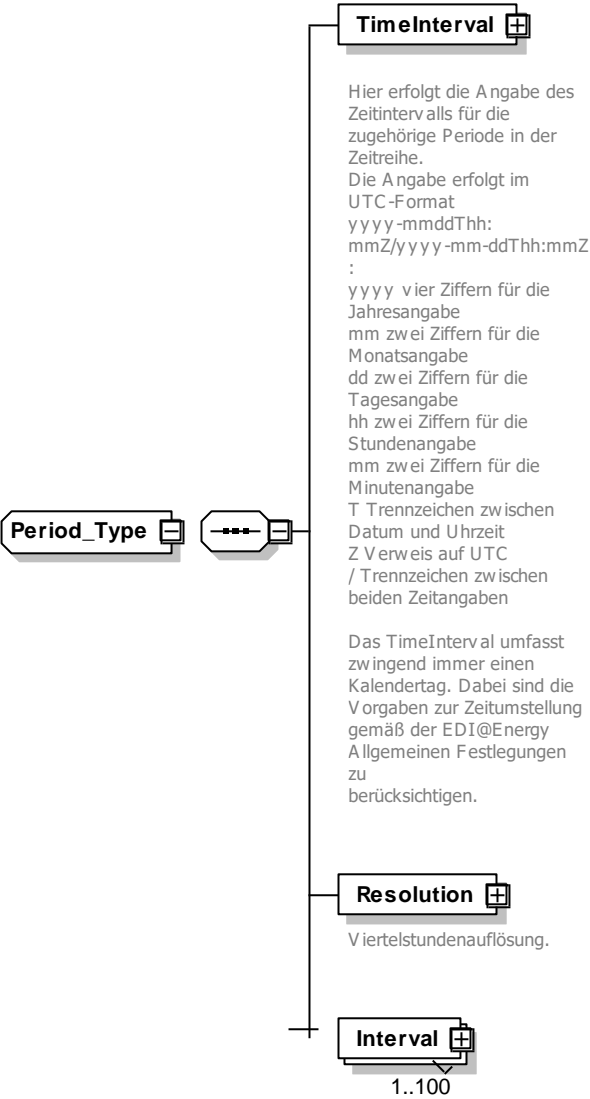 TimeInterval
Hier erfolgt die Angabe des
Zeitintervalls für die
zugehörige Periode in der
Zeitreihe.
Die Angabe erfolgt im
UTC-Format
yyyy-mmddThh:
mmZ/yyyy-mm-ddThh:mmZ
:
yyyy vier Ziffern für die
Jahresangabe
mm zwei Ziffern für die
Monatsangabe
dd zwei Ziffern für die
Tagesangabe
hh zwei Ziffern für die
Stundenangabe
mm zwei Ziffern für die
Minutenangabe
T Trennzeichen zwischen
Datum und Uhrzeit
Z Verweis auf UTC
/ Trennzeichen zwischen
beiden Zeitangaben
Das TimeInterval umfasst
zwingend immer einen
Kalendertag. Dabei sind die
Vorgaben zur Zeitumstellung
gemäß der EDI@Energy
Allgemeinen Festlegungen
zu
berücksichtigen.
Period_Type
Resolution
Viertelstundenauflösung.
Interval
1..100